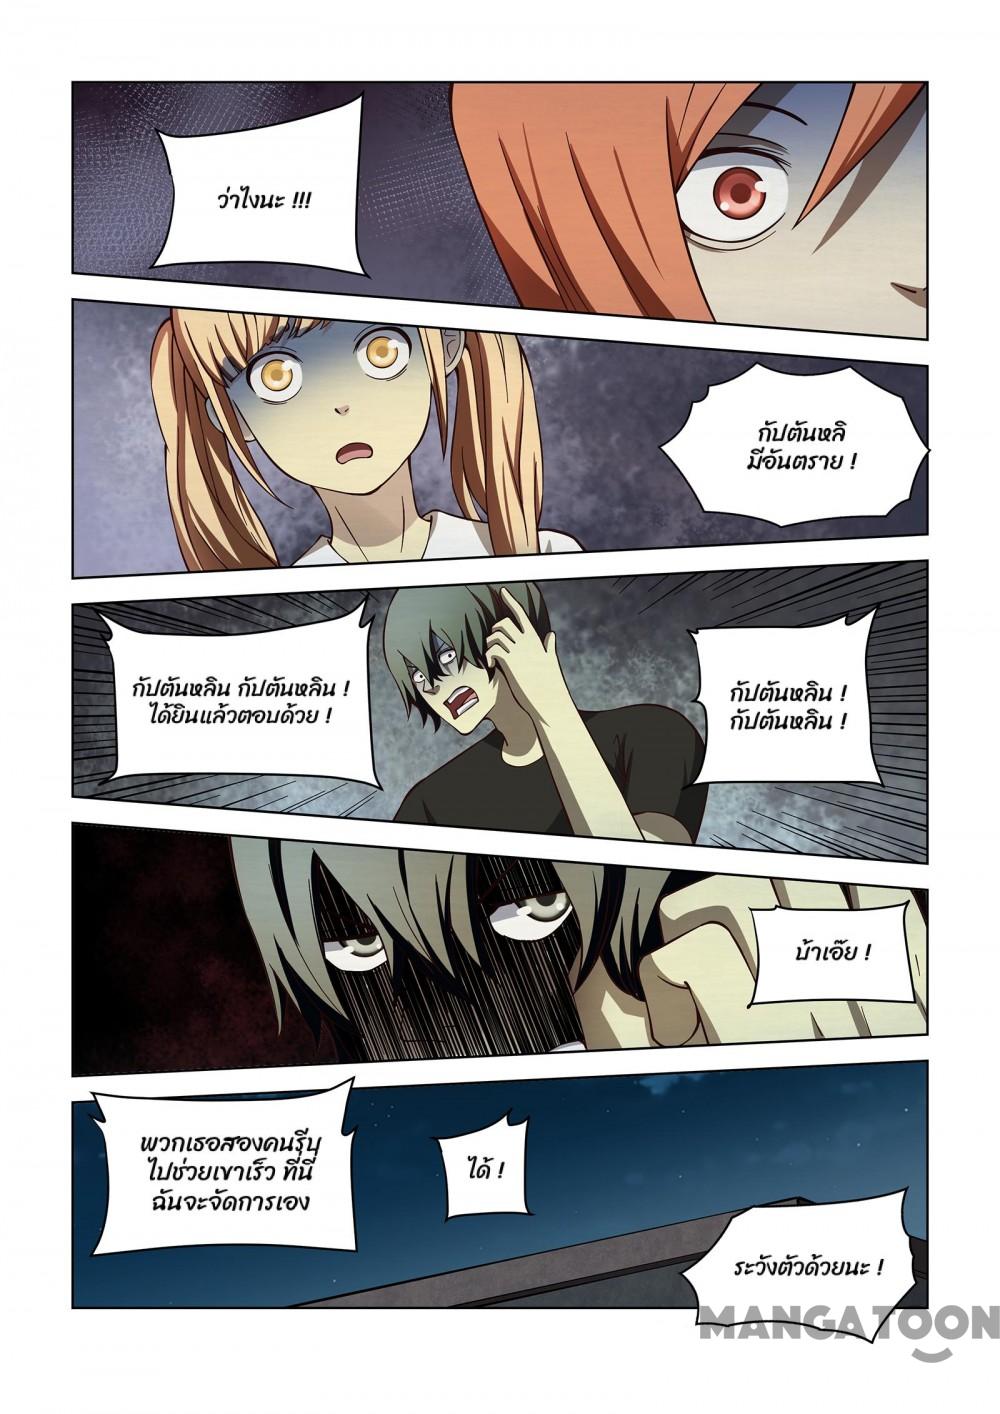 ว่าไงนะ !!!
กัปตันหลิ
มีอันตราย !
กัปตันหลิน กัปตันหลิน !
ได้ยินแล้วตอบด้วย !
กัปตันหลิน !
กัปตันหลิน !
บ้าเอ๊ย !
พวกเธอสองคนรีบ
ไปช่วยเขาเร็ว ที่นี่
ฉันจะจัดการเอง
ได้ !
ระวังตัวด้วยนะ !
MANGATOON